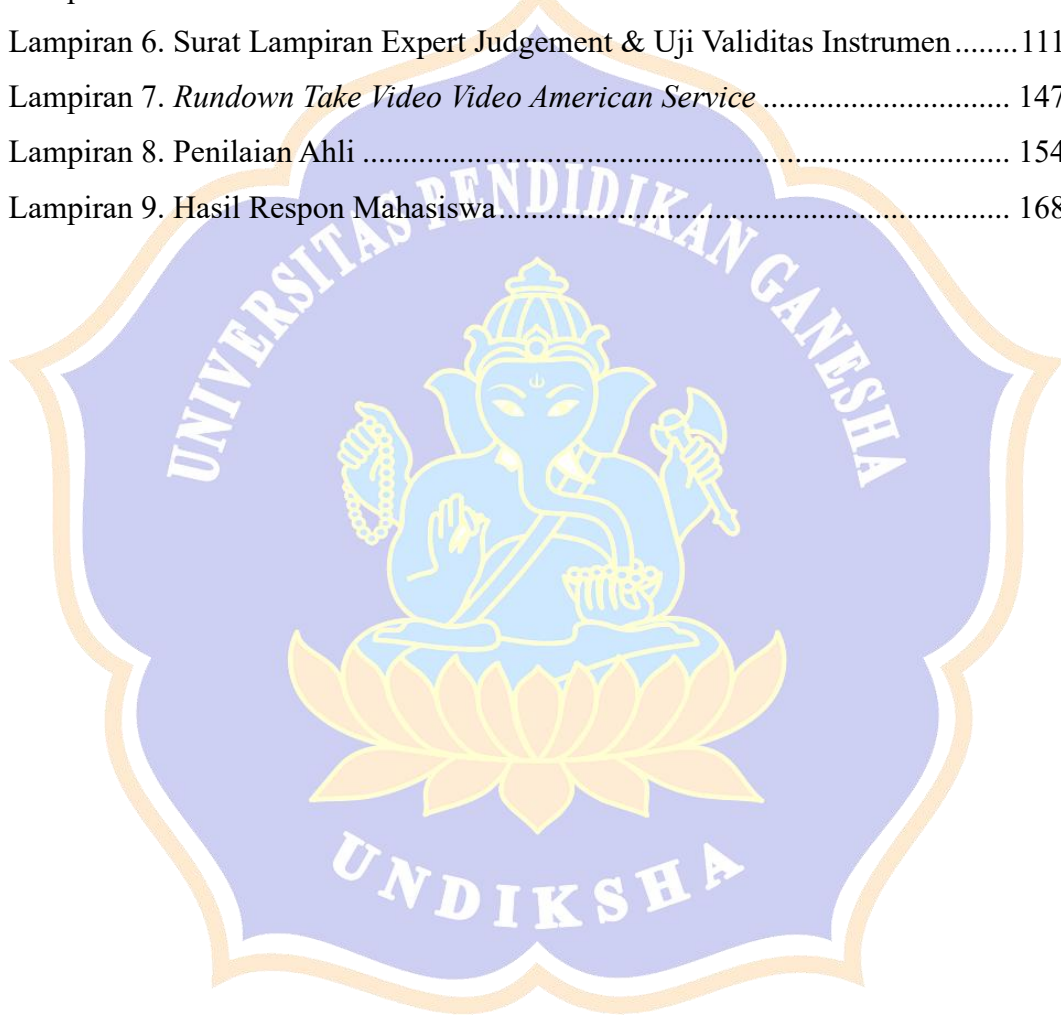 Lampiran 6. Surat Lampiran Expert Judgement & Uji Validitas Instrumen........111
Lampiran 7. Rundown Take Video Video American Service ............................... 147
Lampiran 8. Penilaian Ahli ................................................................................. 154
Lampiran 9. Hasil Respon Mahasiswa................................................................ 168
UNIVERSITAS PENDIDIKAN GANESHA
UNDIKSHA